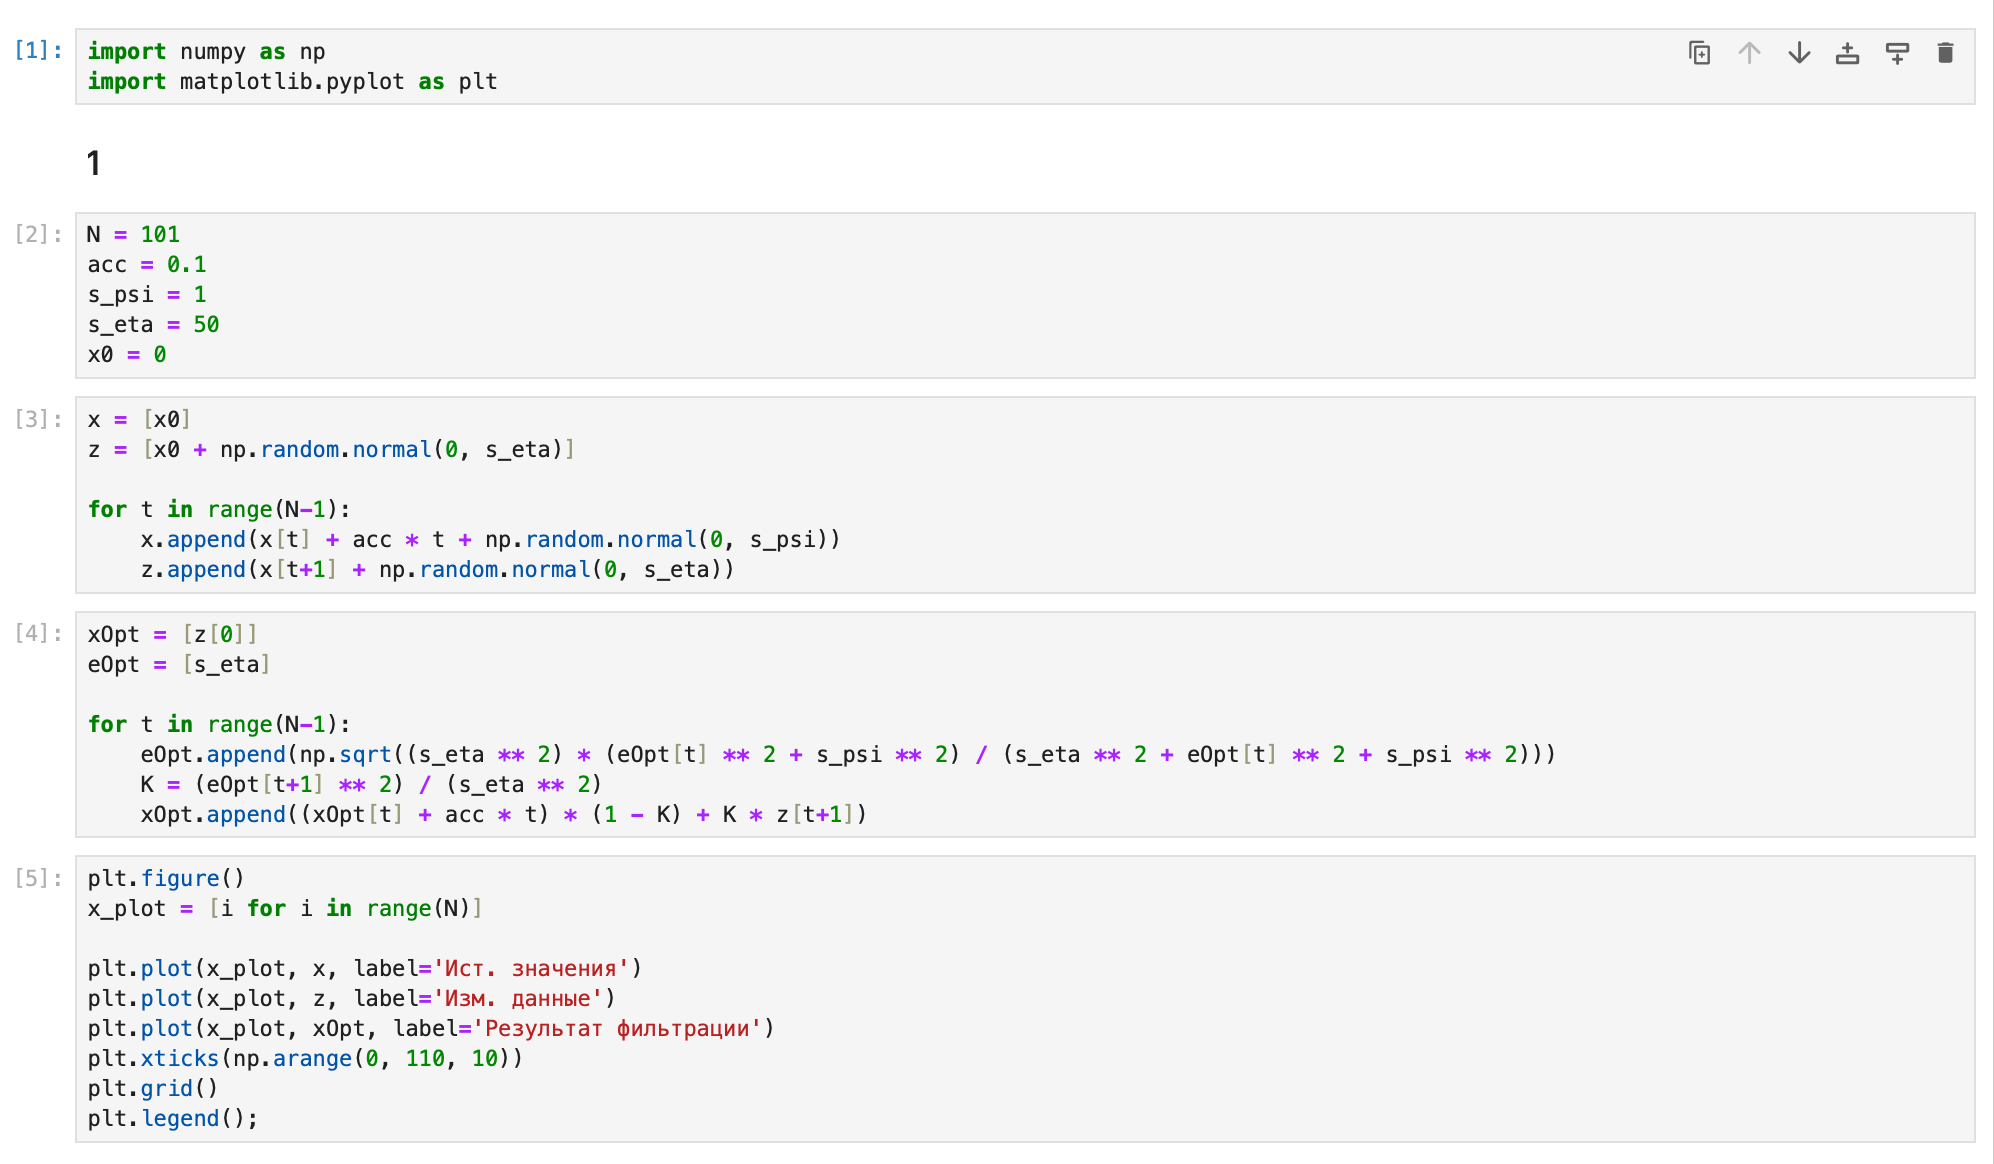 [1]: import numpy as np
import matplotlib.pyplot as plt
1
[2]: N = 101
acc = 0.1
s_psi = 1
s_eta = 50
x0 = 0
[3]: x = [x0]
z = [x0 + np.random.normal(0, s_eta)]
for t in range(N-1):
    x.append(x[t] + acc * t + np.random.normal(0, s_psi))
    z.append(x[t+1] + np.random.normal(0, s_eta))
[4]: xOpt = [z[0]]
eOpt = [s_eta]
for t in range(N-1):
    eOpt.append(np.sqrt((s_eta ** 2) * (eOpt[t] ** 2 + s_psi ** 2) / (s_eta ** 2 + eOpt[t] ** 2 + s_psi ** 2)))
    K = (eOpt[t+1] ** 2) / (s_eta ** 2)
    xOpt.append((xOpt[t] + acc * t) * (1 - K) + K * z[t+1])
[5]: plt.figure()
x_plot = [i for i in range(N)]
plt.plot(x_plot, x, label='Ист. значения')
plt.plot(x_plot, z, label='Изм. данные')
plt.plot(x_plot, xOpt, label='Результат фильтрации')
plt.xticks(np.arange(0, 110, 10))
plt.grid()
plt.legend();